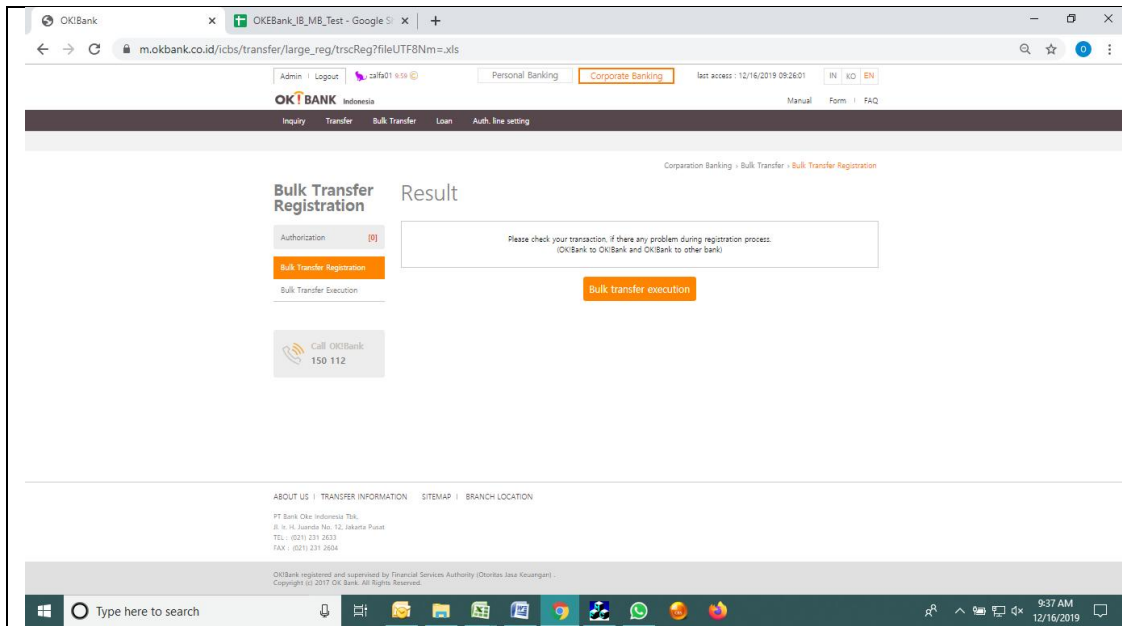 OK!Bank
OKEBank_IB_MB_Test - Google S
m.okbank.co.id/icbs/transfer/large_reg/trscReg?fileUTF8Nm=.xls
Admin | Logout
9:59
Personal Banking
Corporate Banking
last access : 12/16/2019 09:26:01
IN KO EN
OK! BANK Indonesia
Manual Form | FAQ
Inquiry Transfer Bulk Transfer Loan Auth. line setting
Corparation Banking › Bulk Transfer › Bulk Transfer Registration
Bulk Transfer
Registration
Result
Authorization [0]
Bulk Transfer Registration
Bulk Transfer Execution
Please check your transaction, if there any problem during registration process.
(OK!Bank to OK!Bank and OK!Bank to other bank)
Bulk transfer execution
Call OK!Bank
150 112
ABOUT US | TRANSFER INFORMATION SITEMAP | BRANCH LOCATION
PT Bank Oke Indonesia Tbk.
Jl. Ir. H. Juanda No. 12, Jakarta Pusat
TEL : (021) 231 2633
FAX : (021) 231 2604
OK!Bank registered and supervised by Financial Services Authority (Otoritas Jasa Keuangan) .
Copyright (c) 2017 OK Bank. All Rights Reserved.
Type here to search
9:37 AM
12/16/2019